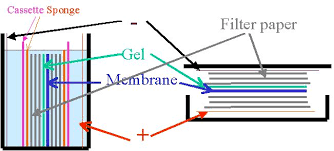 Cassette Sponge
-
Filter paper
Gel
Membrane
+